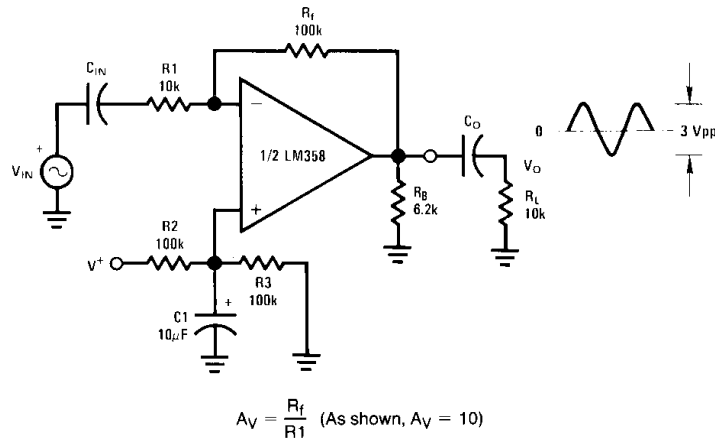 Rf
100k
CIN
R1
10k
+
VIN
−
1/2 LM358
+
R2
100k
V+
R3
100k
C1
10μF
+
CO
RB
6.2k
VO
RL
10k
0
3 Vpp
AV = Rf/R1 (As shown, AV = 10)